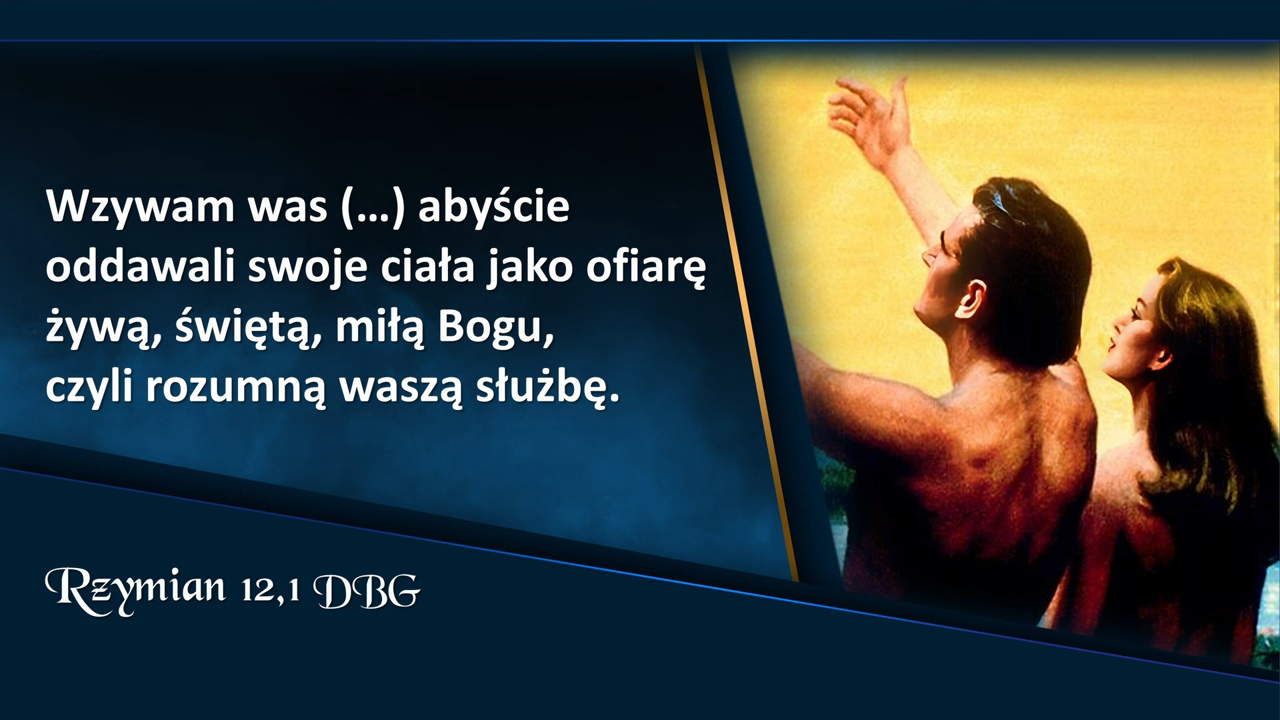 Wzywam was (...) abyście
oddawali swoje ciała jako ofiarę
żywą, świętą, miłą Bogu,
czyli rozumną waszą służbę.
Rzymian 12,1 DBG